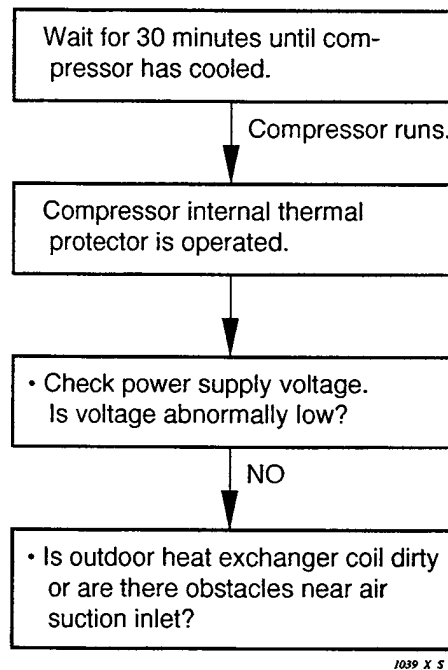 Wait for 30 minutes until com-
pressor has cooled.
Compressor runs.
Compressor internal thermal
protector is operated.
• Check power supply voltage.
Is voltage abnormally low?
NO
• Is outdoor heat exchanger coil dirty
or are there obstacles near air
suction inlet?
1039 X S